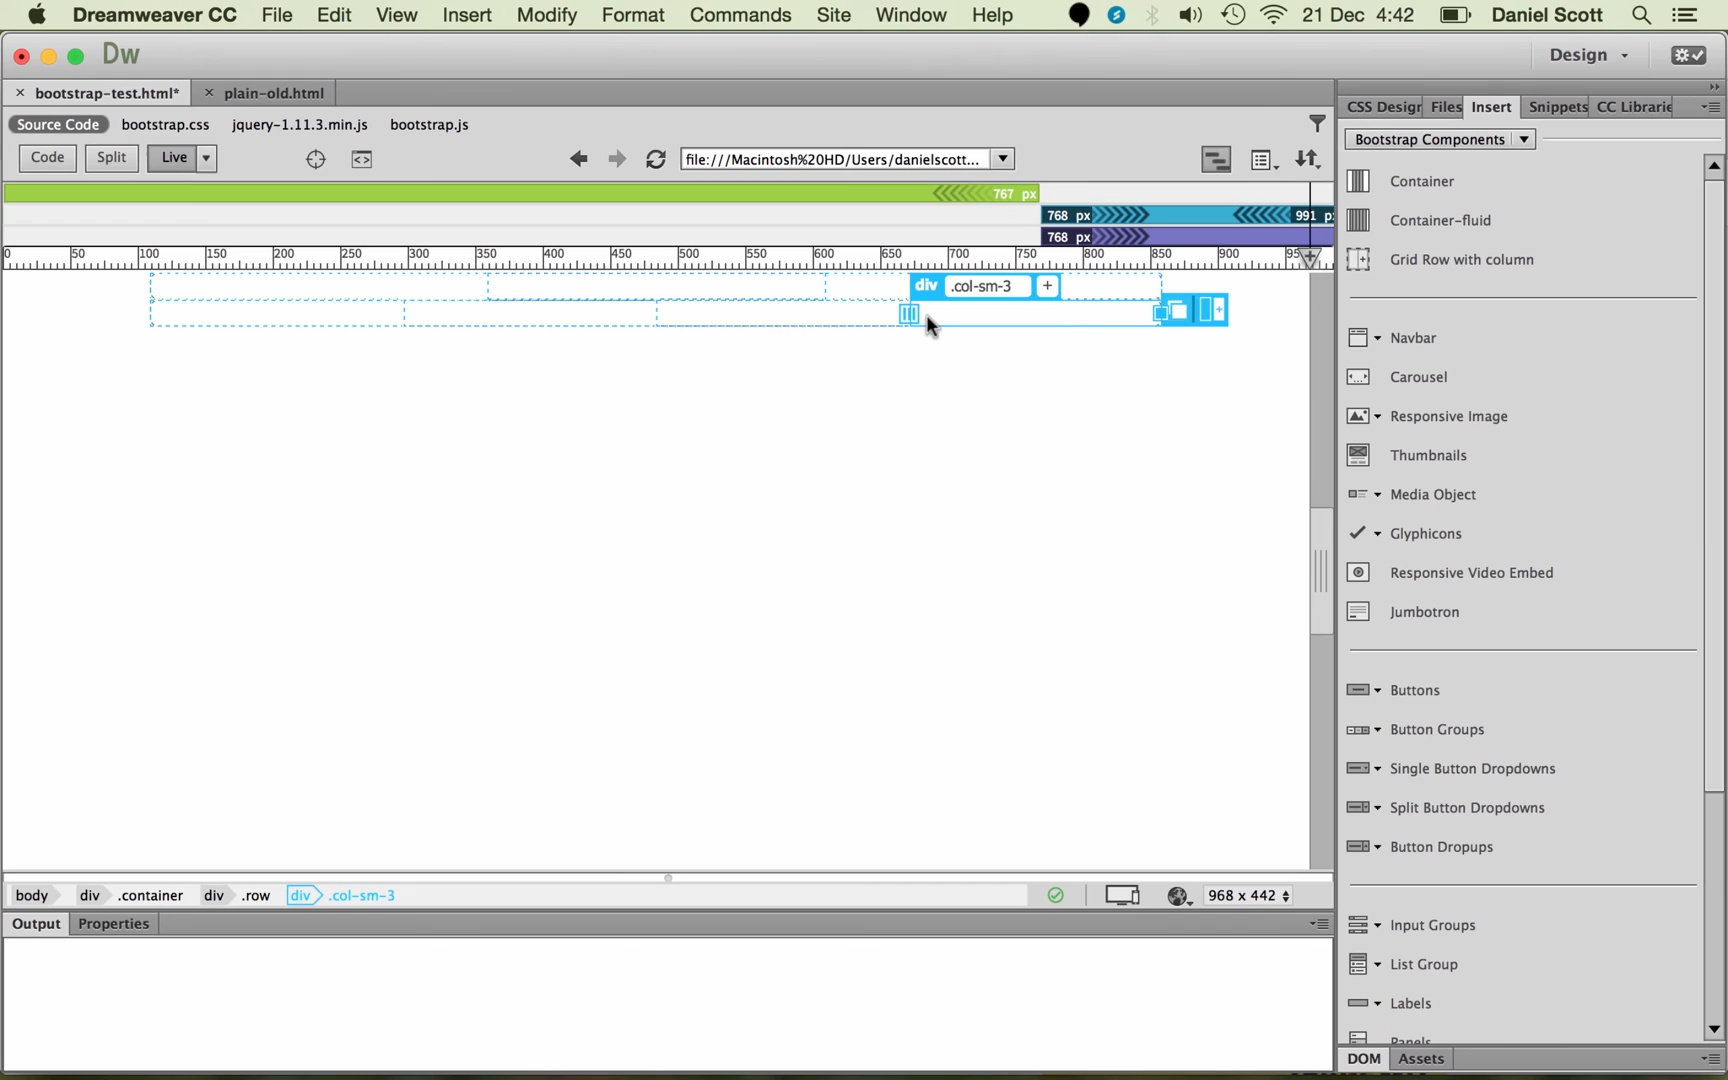 Dreamweaver CC File Edit View Insert Modify Format Commands Site Window Help 21 Dec 4:42 Daniel Scott
Dw Design
× bootstrap-test.html* × plain-old.html
CSS Design Files Insert Snippets CC Librarie
Source Code bootstrap.css jquery-1.11.3.min.js bootstrap.js
Bootstrap Components
Code Split Live file:///Macintosh%20HD/Users/danielscott...
767 px
768 px 991 p
768 px
0 50 100 150 200 250 300 350 400 450 500 550 600 650 700 750 800 850 900 95
div .col-sm-3 +
Container
Container-fluid
Grid Row with column
Navbar
Carousel
Responsive Image
Thumbnails
Media Object
Glyphicons
Responsive Video Embed
Jumbotron
Buttons
Button Groups
Single Button Dropdowns
Split Button Dropdowns
Button Dropups
Input Groups
List Group
Labels
Panels
body div .container div .row div .col-sm-3 968 x 442
Output Properties
DOM Assets